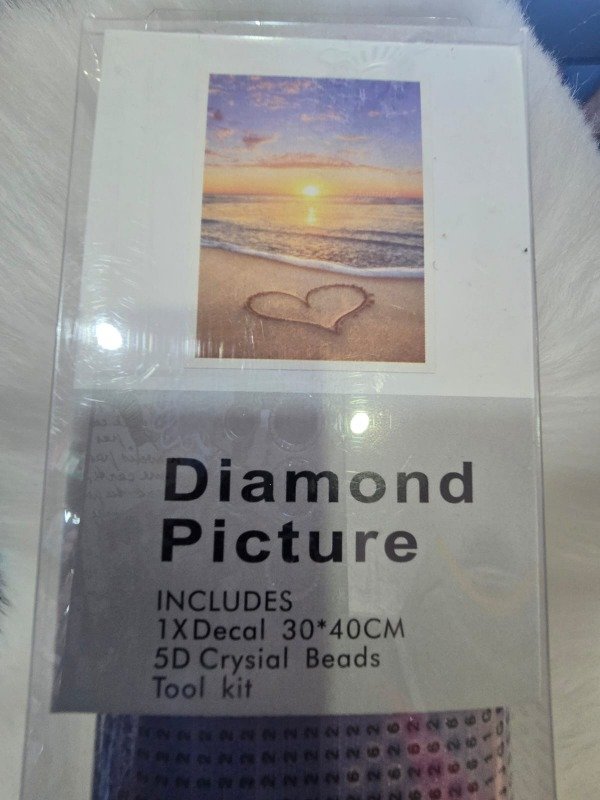 Diamond
Picture
INCLUDES
1XDecal 30*40CM
5D Crysial Beads
Tool kit